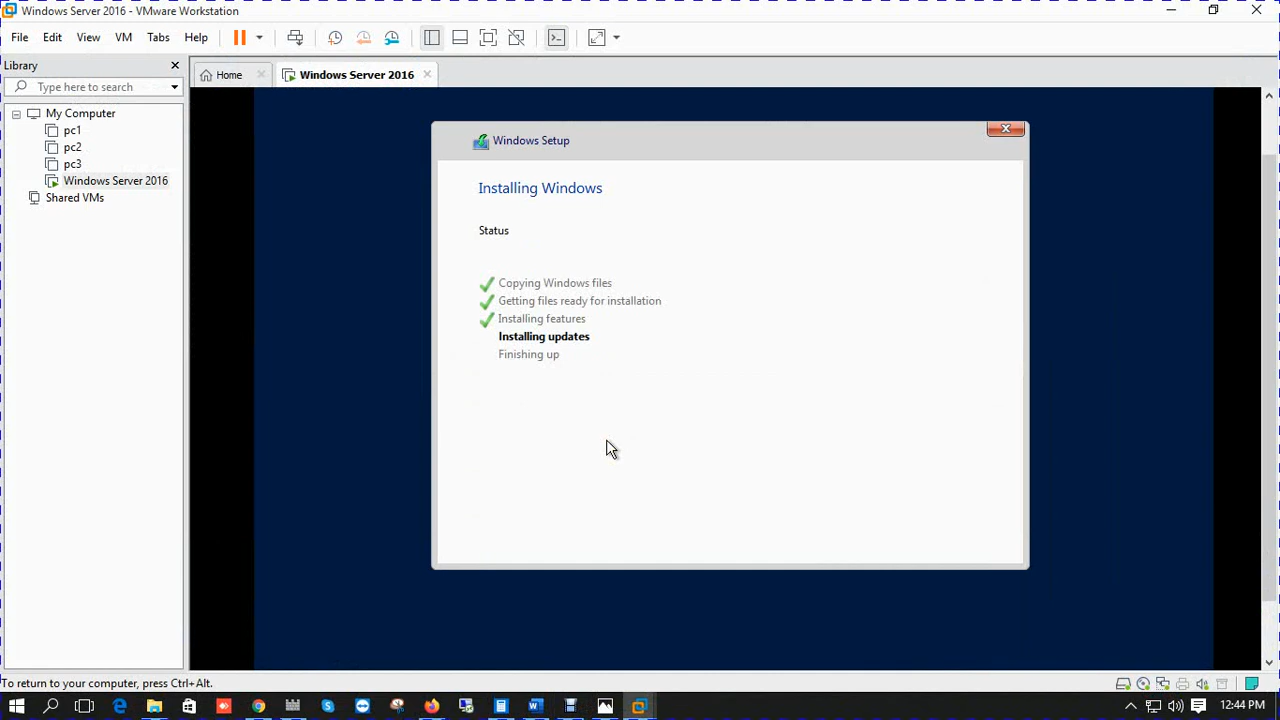 Windows Server 2016 - VMware Workstation
File Edit View VM Tabs Help
Library
Type here to search
My Computer
pc1
pc2
pc3
Windows Server 2016
Shared VMs
Home
Windows Server 2016
Windows Setup
Installing Windows
Status
Copying Windows files
Getting files ready for installation
Installing features
Installing updates
Finishing up
To return to your computer, press Ctrl+Alt.
12:44 PM